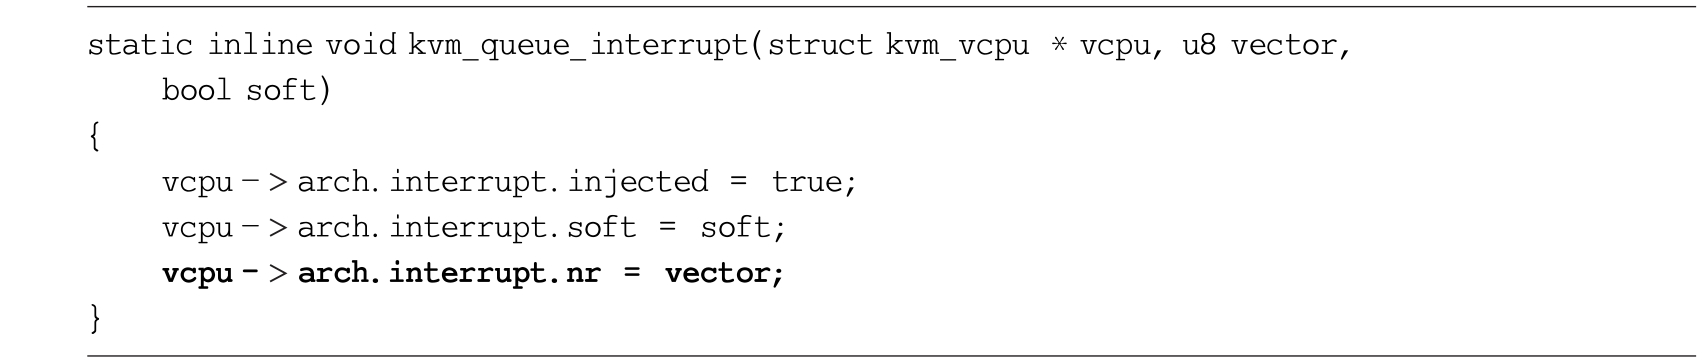 static inline void kvm_queue_interrupt(struct kvm_vcpu * vcpu, u8 vector,
bool soft)
{
vcpu->arch.interrupt.injected = true;
vcpu->arch.interrupt.soft = soft;
vcpu->arch.interrupt.nr = vector;
}